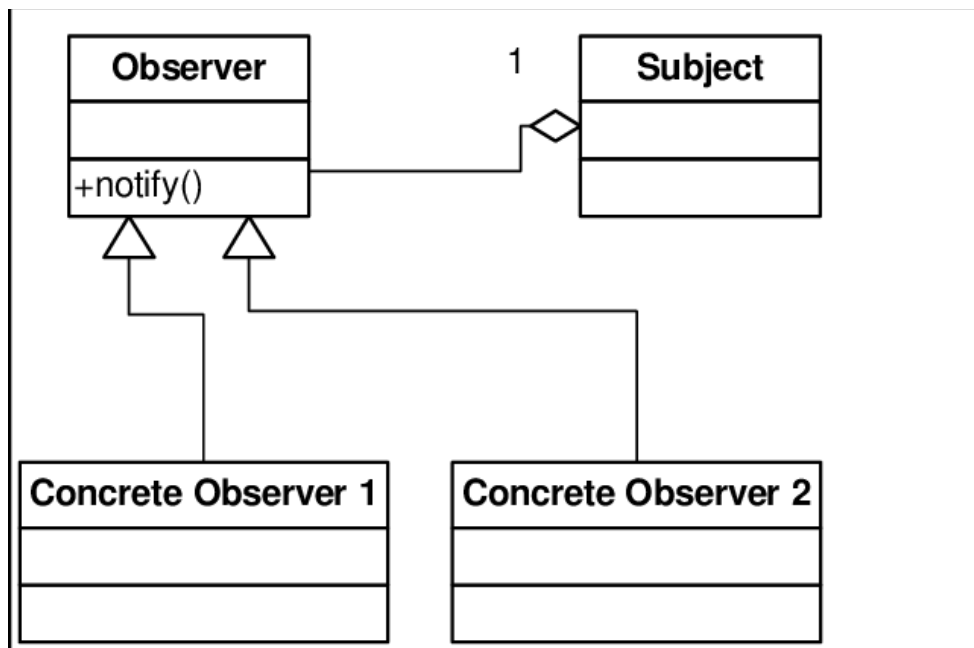 Observer
1
Subject
+notify()
Concrete Observer 1
Concrete Observer 2